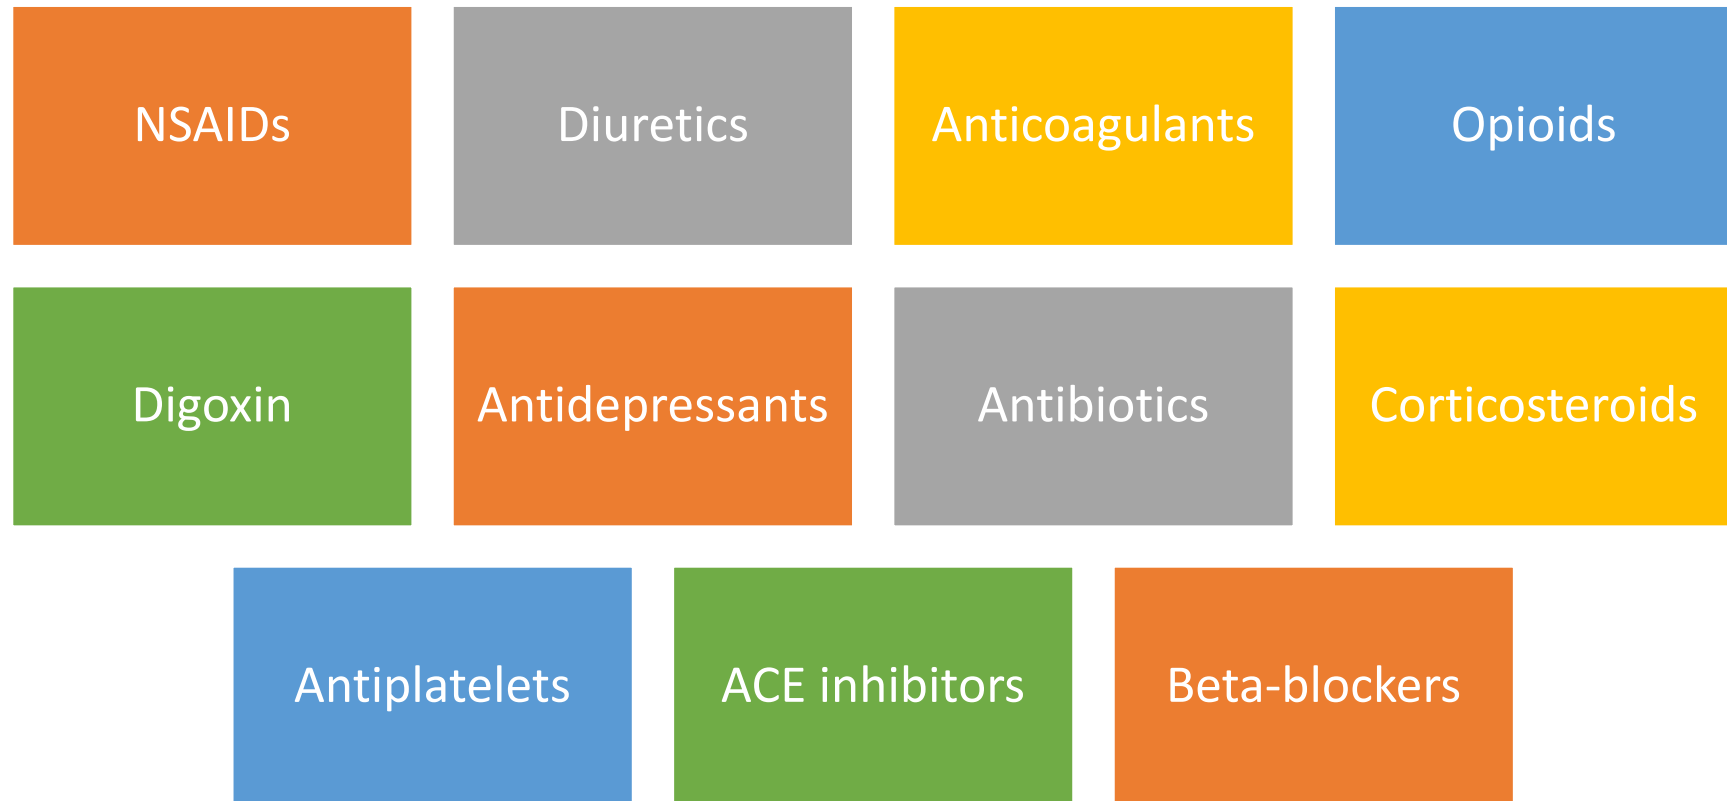 NSAIDs
Diuretics
Anticoagulants
Opioids
Digoxin
Antidepressants
Antibiotics
Corticosteroids
Antiplatelets
ACE inhibitors
Beta-blockers